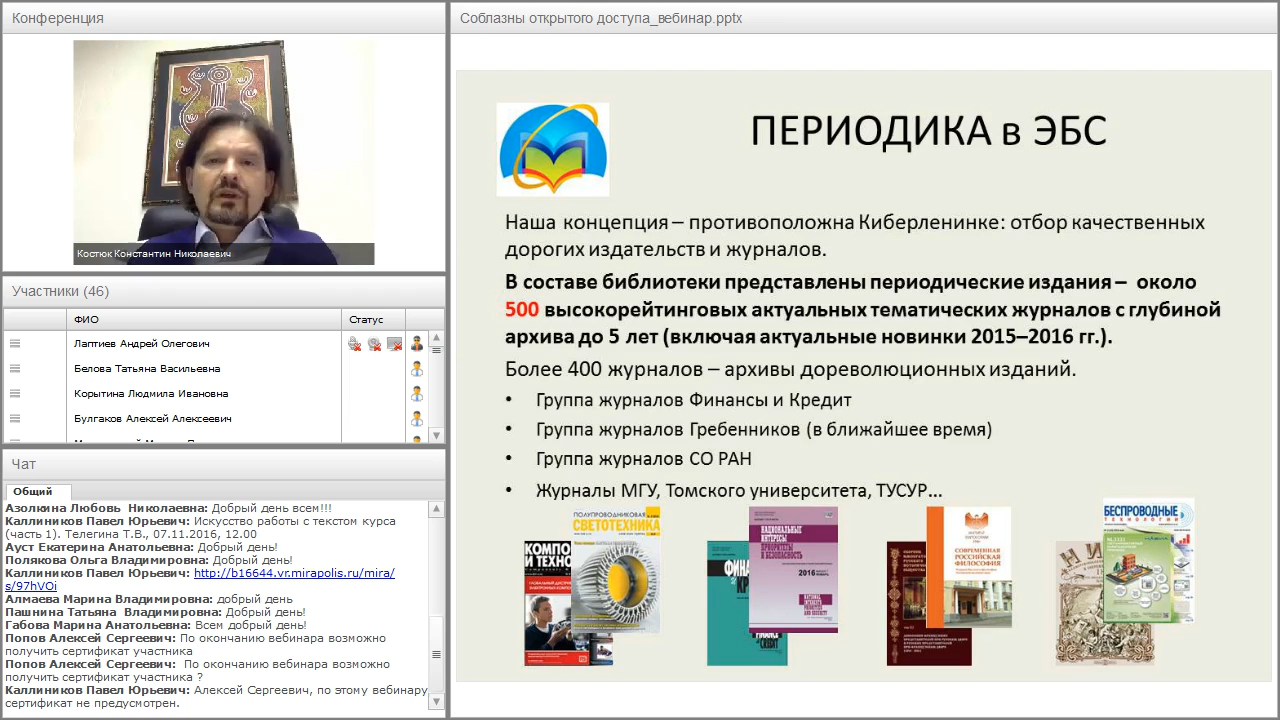 Конференция
Костюк Константин Николаевич
Участники (46)
ФИО
Статус
Лаптиев Андрей Олегович
Белова Татьяна Васильевна
Корытина Людмила Ивановна
Булгаков Алексей Алексеевич
Чат
Общий
Азолкина Любовь Николаевна: Добрый день всем!!!
Каллиников Павел Юрьевич: Искусство работы с текстом курса
(часть 1) Пашнина Т.В., 07.11.2016, 12.00
Ауст Екатерина Анатольевна: Добрый день!
Попкова Ольга Владимировна: Добрый день!
Каллиников Павел Юрьевич: http://b16644.vr.mirapolis.ru/mira/
Алпаева Марина Владимировна: добрый день
Пашнина Татьяна Владимировна: Добрый день!
Габова Марина Анатольевна: Всем добрый день!
Попов Алексей Сергеевич: По окончанию вебинара возможно
получить сертификат участника
Попов Алексей Сергеевич: По окончанию вебинара возможно
получить сертификат участника ?
Каллиников Павел Юрьевич: Алексей Сергеевич, по этому вебинару
сертификат не предусмотрен.
Соблазны открытого доступа_вебинар.pptx
ПЕРИОДИКА в ЭБС
Наша концепция – противоположна Киберленинке: отбор качественных
дорогих издательств и журналов.
В составе библиотеки представлены периодические издания – около
500 высокорейтинговых актуальных тематических журналов с глубиной
архива до 5 лет (включая актуальные новинки 2015–2016 гг.).
Более 400 журналов – архивы дореволюционных изданий.
• Группа журналов Финансы и Кредит
• Группа журналов Гребенников (в ближайшее время)
• Группа журналов СО РАН
• Журналы МГУ, Томского университета, ТУСУР...
ПОЛУПРОВОДНИКОВАЯ
СВЕТОТЕХНИКА
НАЦИОНАЛЬНЫЕ
ИНТЕРЕСЫ
ПРИОРИТЕТЫ
И БЕЗОПАСНОСТЬ
2016
СОВРЕМЕННАЯ
РОССИЙСКАЯ
ФИЛОСОФИЯ
БЕСПРОВОДНЫЕ
ТЕХНОЛОГИИ